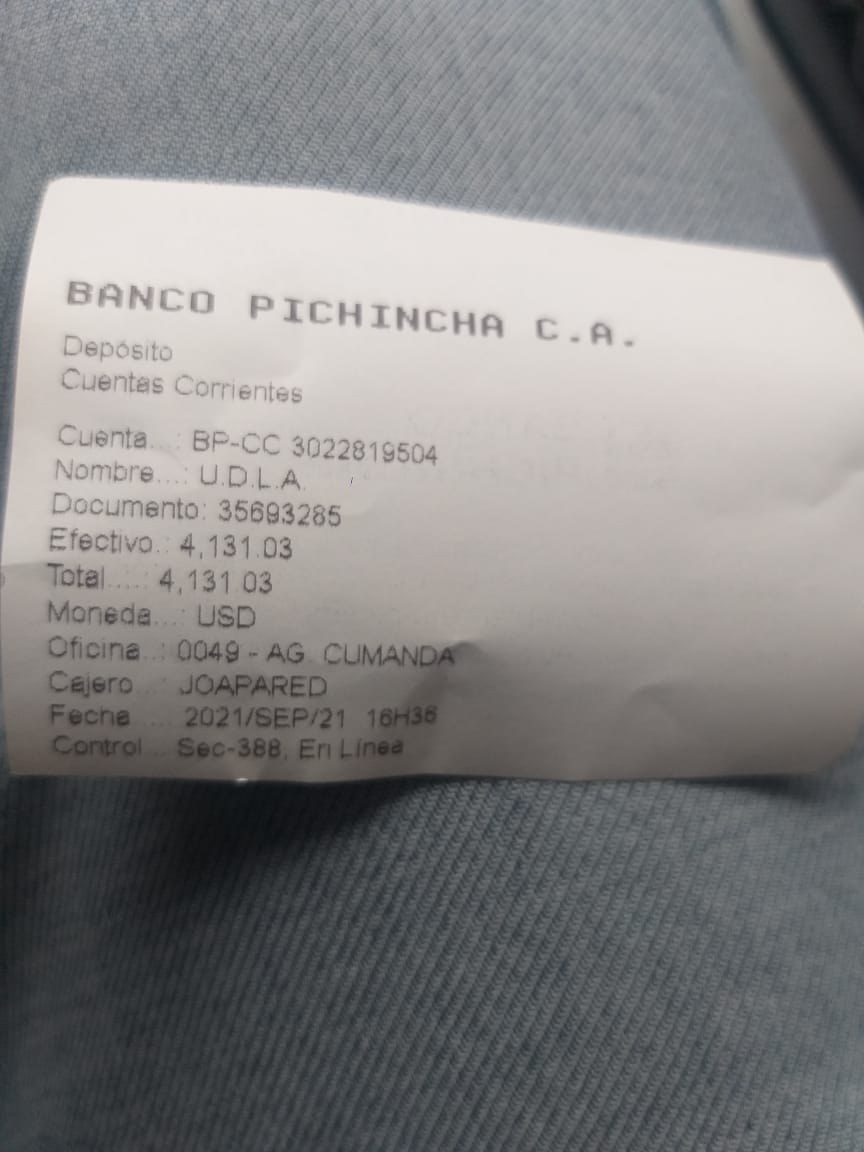 BANCO PICHINCHA C.A.
Depósito
Cuentas Corrientes
Cuenta...: BP-CC 3022819504
Nombre....: U.D.L.A.
Documento: 35693285
Efectivo..: 4,131.03
Total.....: 4,131.03
Moneda...: USD
Oficina..: 0049 - AG. CUMANDA
Cajero...: JOAPARED
Fecha.... 2021/SEP/21 16H36
Control... Sec-388, En Línea